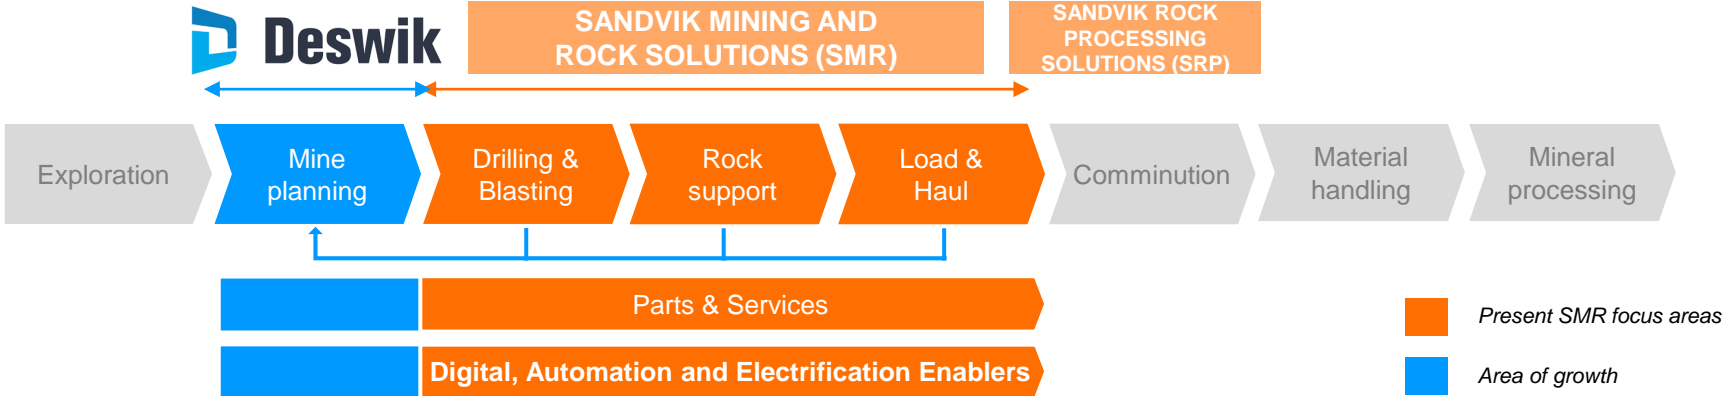 Deswik
SANDVIK MINING AND
ROCK SOLUTIONS (SMR)
SANDVIK ROCK
PROCESSING
SOLUTIONS (SRP)
Exploration
Mine
planning
Drilling &
Blasting
Rock
support
Load &
Haul
Comminution
Material
handling
Mineral
processing
Parts & Services
Digital, Automation and Electrification Enablers
Present SMR focus areas
Area of growth